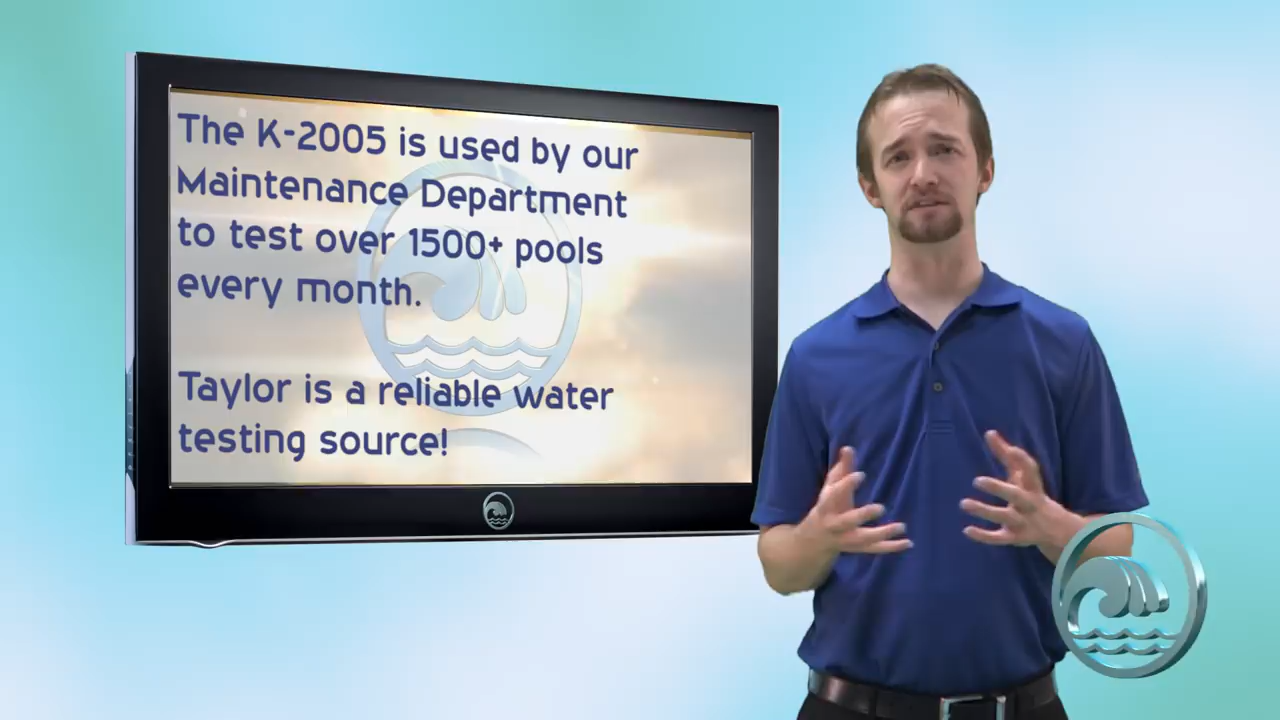 The K-2005 is used by our
Maintenance Department
to test over 1500+ pools
every month.
Taylor is a reliable water
testing source!